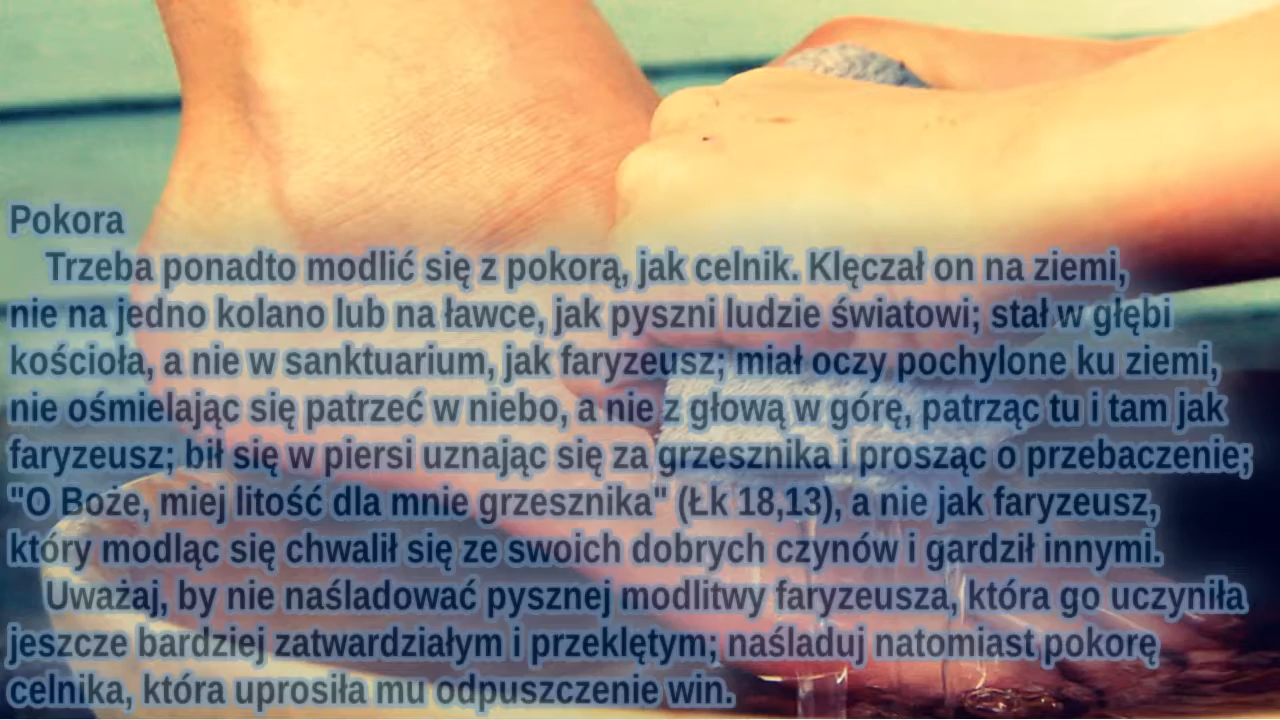 Pokora
Trzeba ponadto modlić się z pokorą, jak celnik. Klęczał on na ziemi,
nie na jedno kolano lub na ławce, jak pyszni ludzie światowi; stał w głębi
kościoła, a nie w sanktuarium, jak faryzeusz; miał oczy pochylone ku ziemi,
nie ośmielając się patrzeć w niebo, a nie z głową w górę, patrząc tu i tam jak
faryzeusz; bił się w piersi uznając się za grzesznika i prosząc o przebaczenie;
"O Boże, miej litość dla mnie grzesznika" (Łk 18,13), a nie jak faryzeusz,
który modląc się chwalił się ze swoich dobrych czynów i gardził innymi.
Uważaj, by nie naśladować pysznej modlitwy faryzeusza, która go uczyniła
jeszcze bardziej zatwardziałym i przeklętym; naśladuj natomiast pokorę
celnika, która uprosiła mu odpuszczenie win.